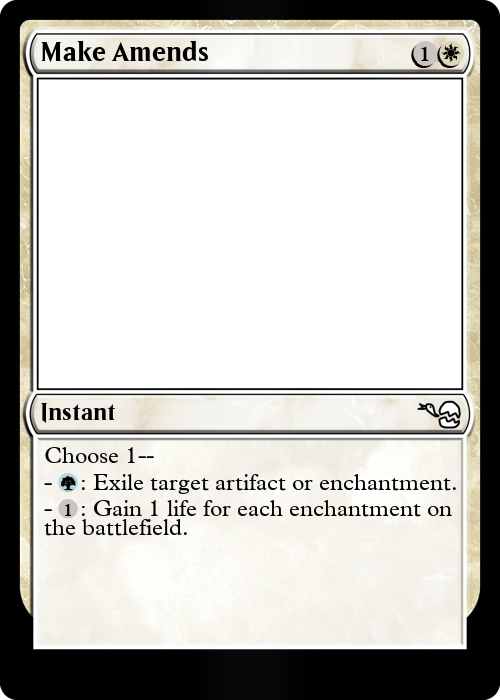 Make Amends 1
Instant
Choose 1--
- : Exile target artifact or enchantment.
- 1: Gain 1 life for each enchantment on
the battlefield.